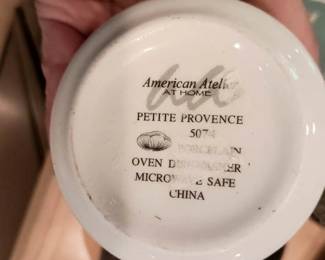 American Atelier
AT HOME
PETITE PROVENCE
5074
PORCELAIN
OVEN DISHWASHER
MICROWAVE SAFE
CHINA